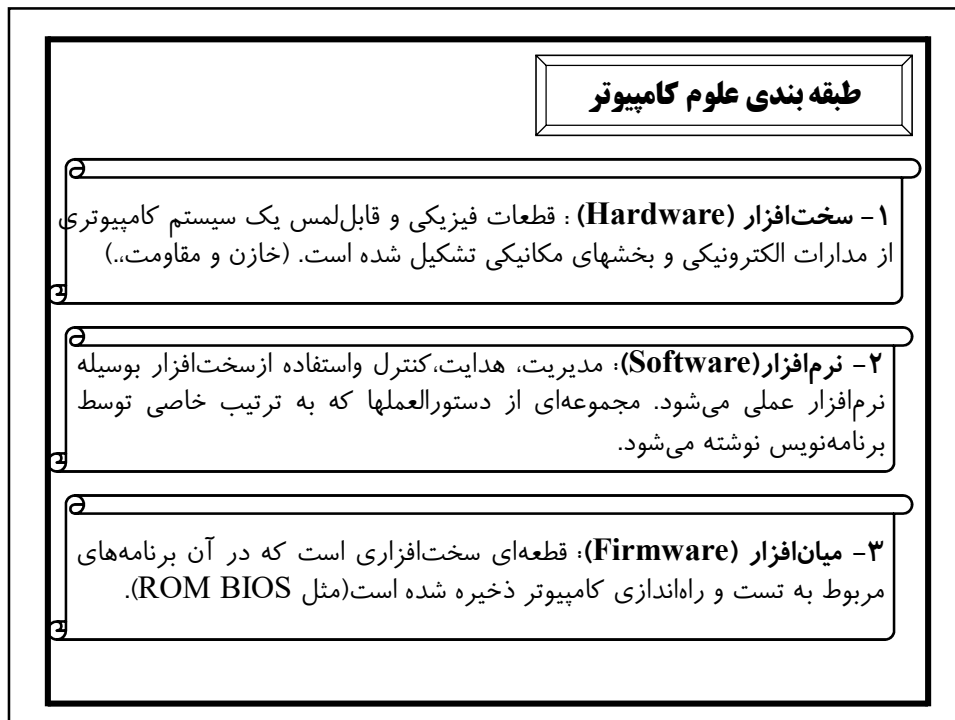 طبقه بندی علوم کامپیوتر
۱- سخت‌افزار (Hardware) : قطعات فیزیکی و قابل‌لمس یک سیستم کامپیوتری
از مدارات الکترونیکی و بخشهای مکانیکی تشکیل شده است. (خازن و مقاومت،..)
۲- نرم‌افزار(Software): مدیریت، هدایت،کنترل واستفاده ازسخت‌افزار بوسیله
نرم‌افزار عملی می‌شود. مجموعه‌ای از دستورالعملها که به ترتیب خاصی توسط
برنامه‌نویس نوشته می‌شود.
۳- میان‌افزار (Firmware): قطعه‌ای سخت‌افزاری است که در آن برنامه‌های
مربوط به تست و راه‌اندازی کامپیوتر ذخیره شده است(مثل ROM BIOS).